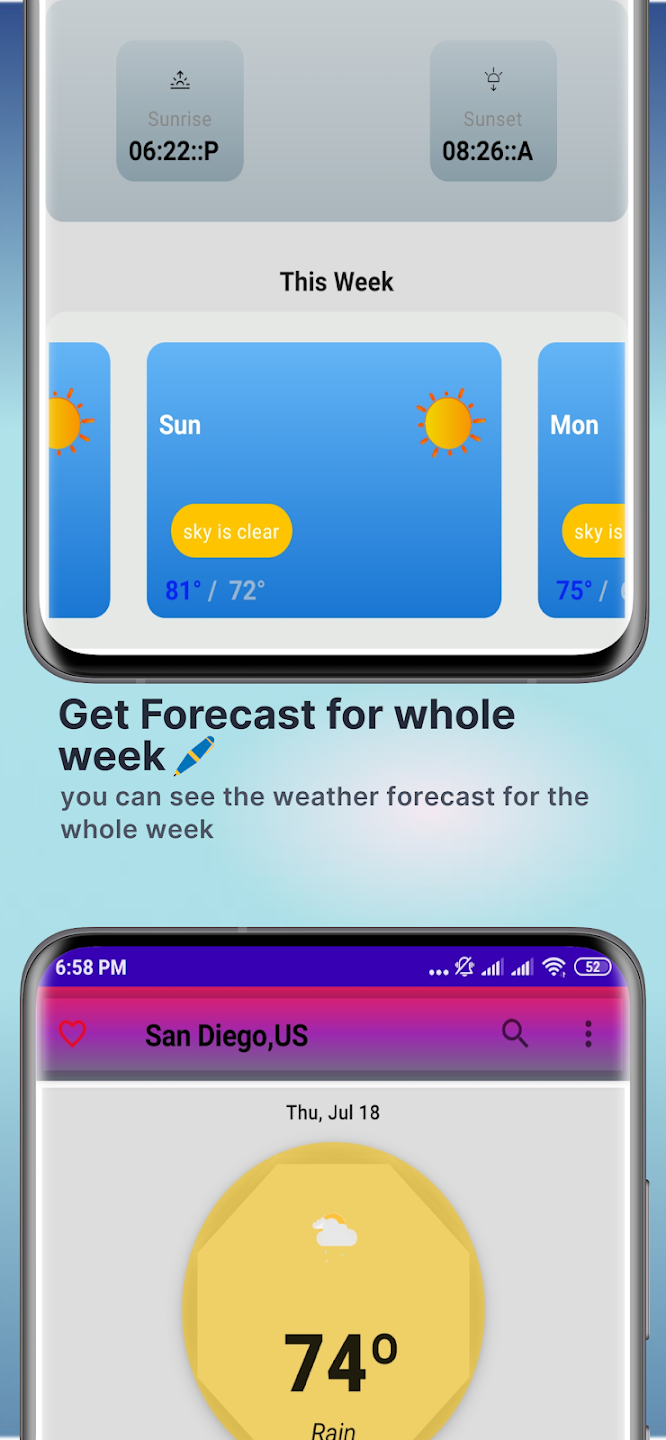 Sunrise
06:22::P
Sunset
08:26::A
This Week
Sun
sky is clear
81° / 72°
Mon
sky is
75° /
Get Forecast for whole
week
you can see the weather forecast for the
whole week
6:58 PM
52
San Diego,US
Thu, Jul 18
74°
Rain